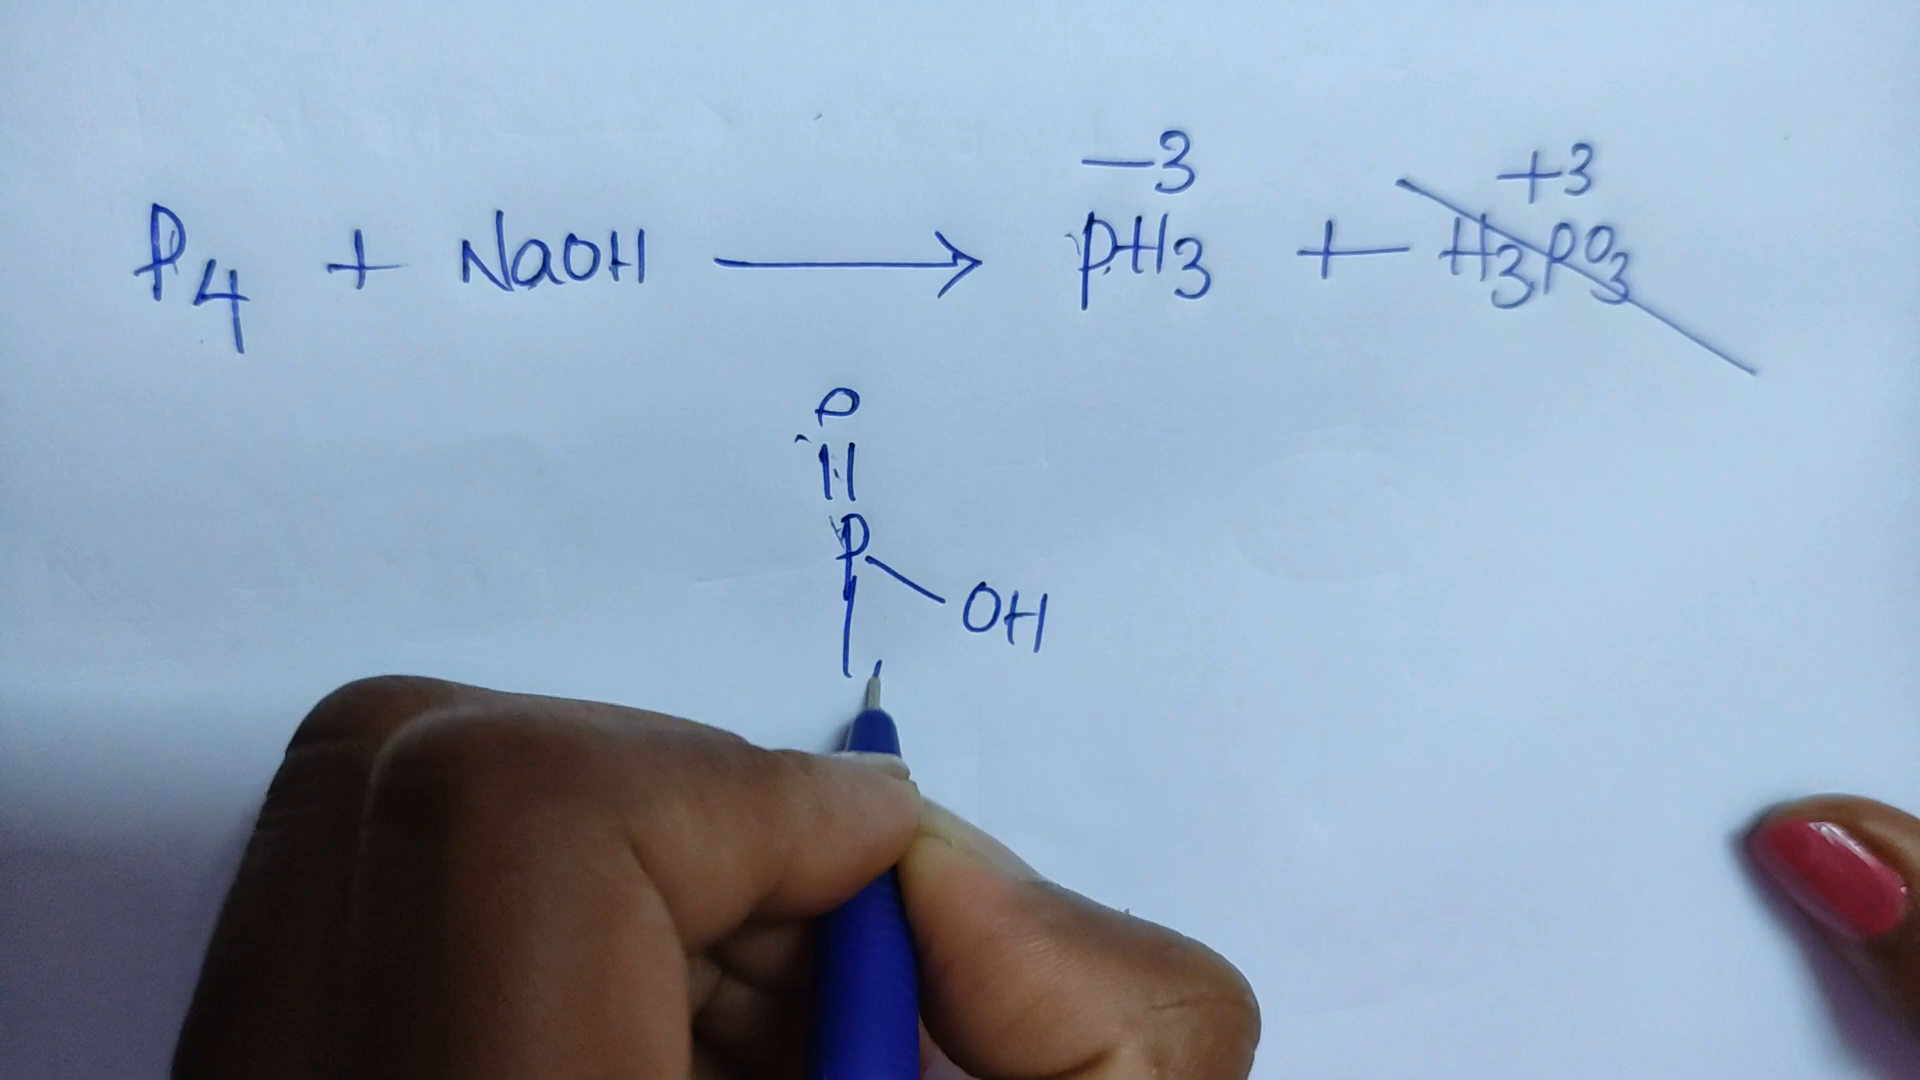 -3 +3
P4 + NaOH → PH3 + H3PO3
O
||
P
OH